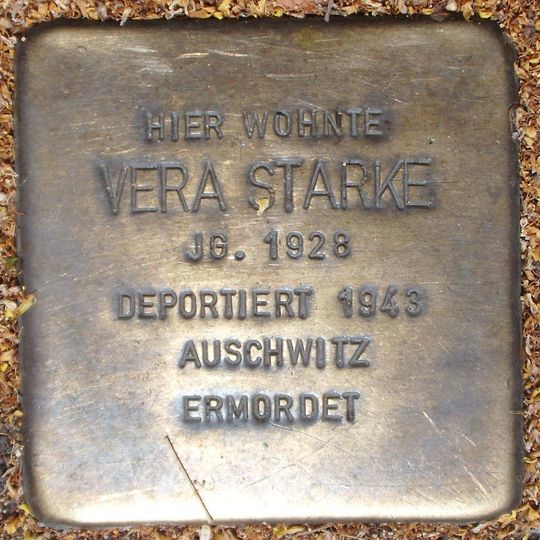 HIER WOHNTE
VERA STARKE
JG. 1928
DEPORTIERT 1943
AUSCHWITZ
ERMORDET